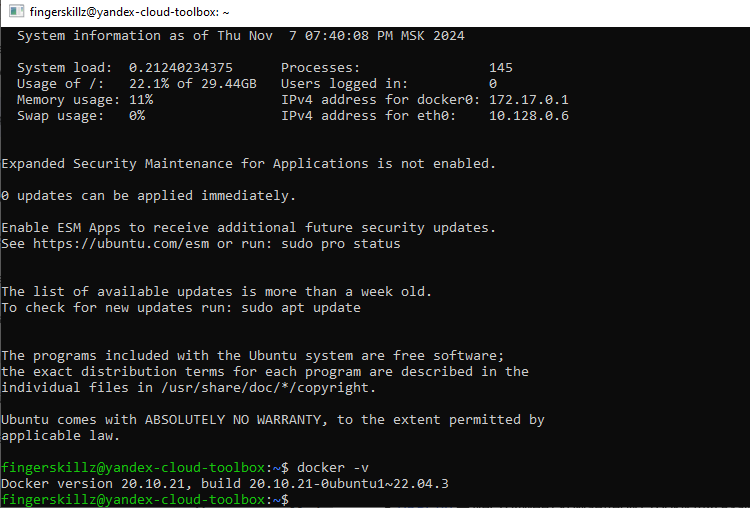 fingerskillz@yandex-cloud-toolbox: ~
System information as of Thu Nov  7 07:40:08 PM MSK 2024
System load:  0.21240234375      Processes:                145
Usage of /:   22.1% of 29.44GB   Users logged in:          0
Memory usage: 11%                IPv4 address for docker0: 172.17.0.1
Swap usage:   0%                 IPv4 address for eth0:    10.128.0.6
Expanded Security Maintenance for Applications is not enabled.
0 updates can be applied immediately.
Enable ESM Apps to receive additional future security updates.
See https://ubuntu.com/esm or run: sudo pro status
The list of available updates is more than a week old.
To check for new updates run: sudo apt update
The programs included with the Ubuntu system are free software;
the exact distribution terms for each program are described in the
individual files in /usr/share/doc/*/copyright.
Ubuntu comes with ABSOLUTELY NO WARRANTY, to the extent permitted by
applicable law.
fingerskillz@yandex-cloud-toolbox:~$ docker -v
Docker version 20.10.21, build 20.10.21-0ubuntu1~22.04.3
fingerskillz@yandex-cloud-toolbox:~$